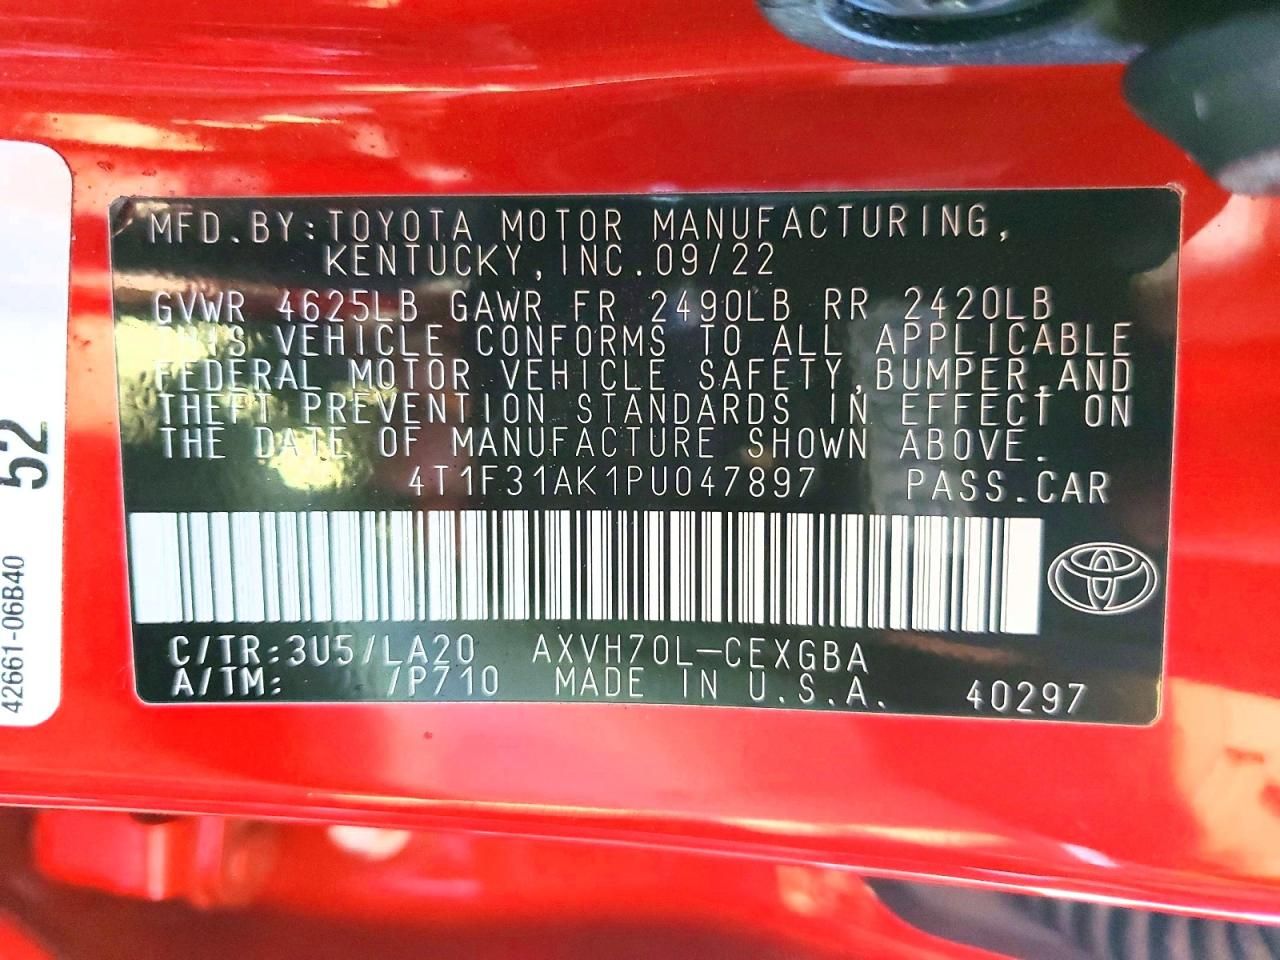 MFD.BY:TOYOTA MOTOR MANUFACTURING,
KENTUCKY,INC.09/22
GVWR 4625LB GAWR FR 2490LB RR 2420LB
THIS VEHICLE CONFORMS TO ALL APPLICABLE
FEDERAL MOTOR VEHICLE SAFETY,BUMPER,AND
THEFT PREVENTION STANDARDS IN EFFECT ON
THE DATE OF MANUFACTURE SHOWN ABOVE.
4T1F31AK1PU047897 PASS.CAR
C/TR:3U5/LA20 AXVH70L-CEXGBA
A/TM: /P710 MADE IN U.S.A. 40297
52
42661-06B40